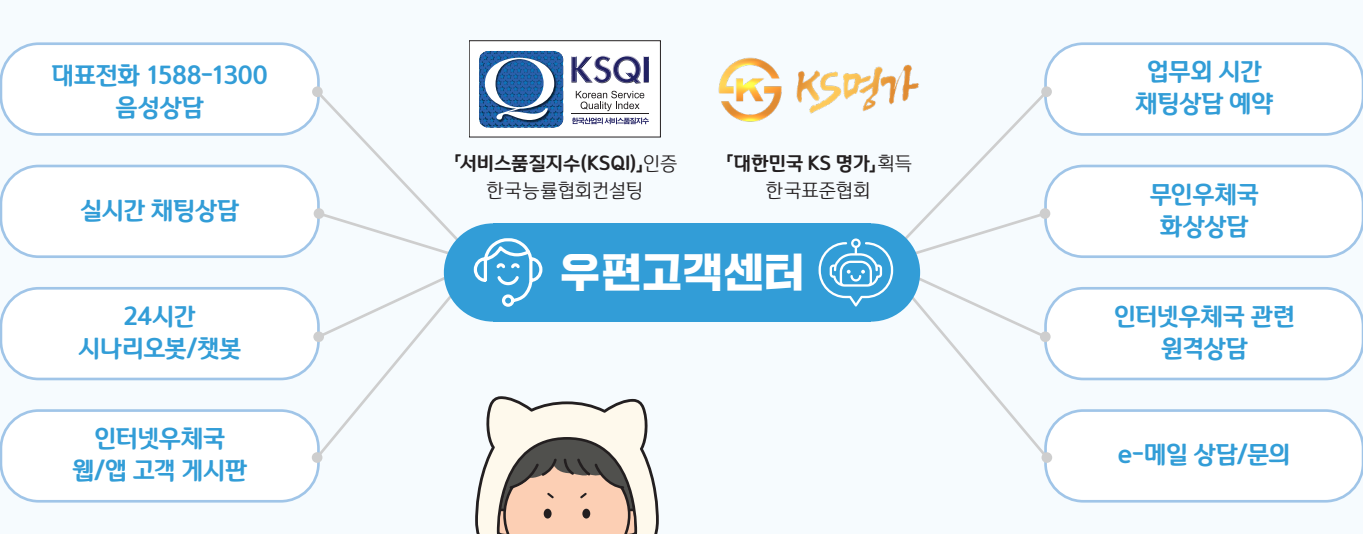 대표전화 1588-1300
음성상담
실시간 채팅상담
24시간
시나리오봇/챗봇
인터넷우체국
웹/앱 고객 게시판
Q
KSQI
Korean Service
Quality Index
한국산업의 서비스품질지수
「서비스품질지수(KSQI)」인증
한국능률협회컨설팅
KS KS명가
「대한민국 KS 명가」획득
한국표준협회
우편고객센터
업무외 시간
채팅상담 예약
무인우체국
화상상담
인터넷우체국 관련
원격상담
e-메일 상담/문의